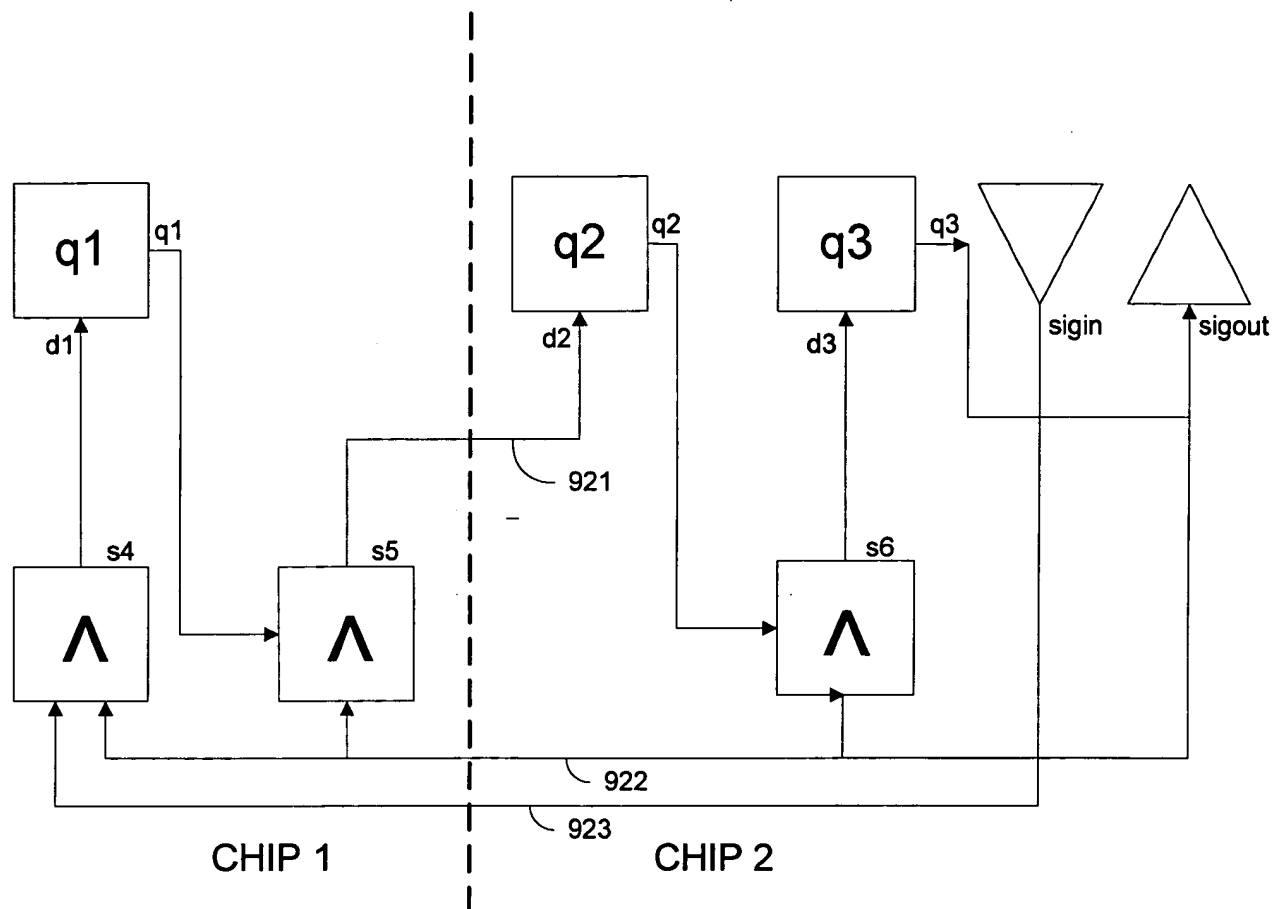 q1
q1
q2
q2
q3
q3
d1
d2
d3
sigin
sigout
921
s4
s5
s6
Λ
Λ
Λ
922
923
CHIP 1
CHIP 2